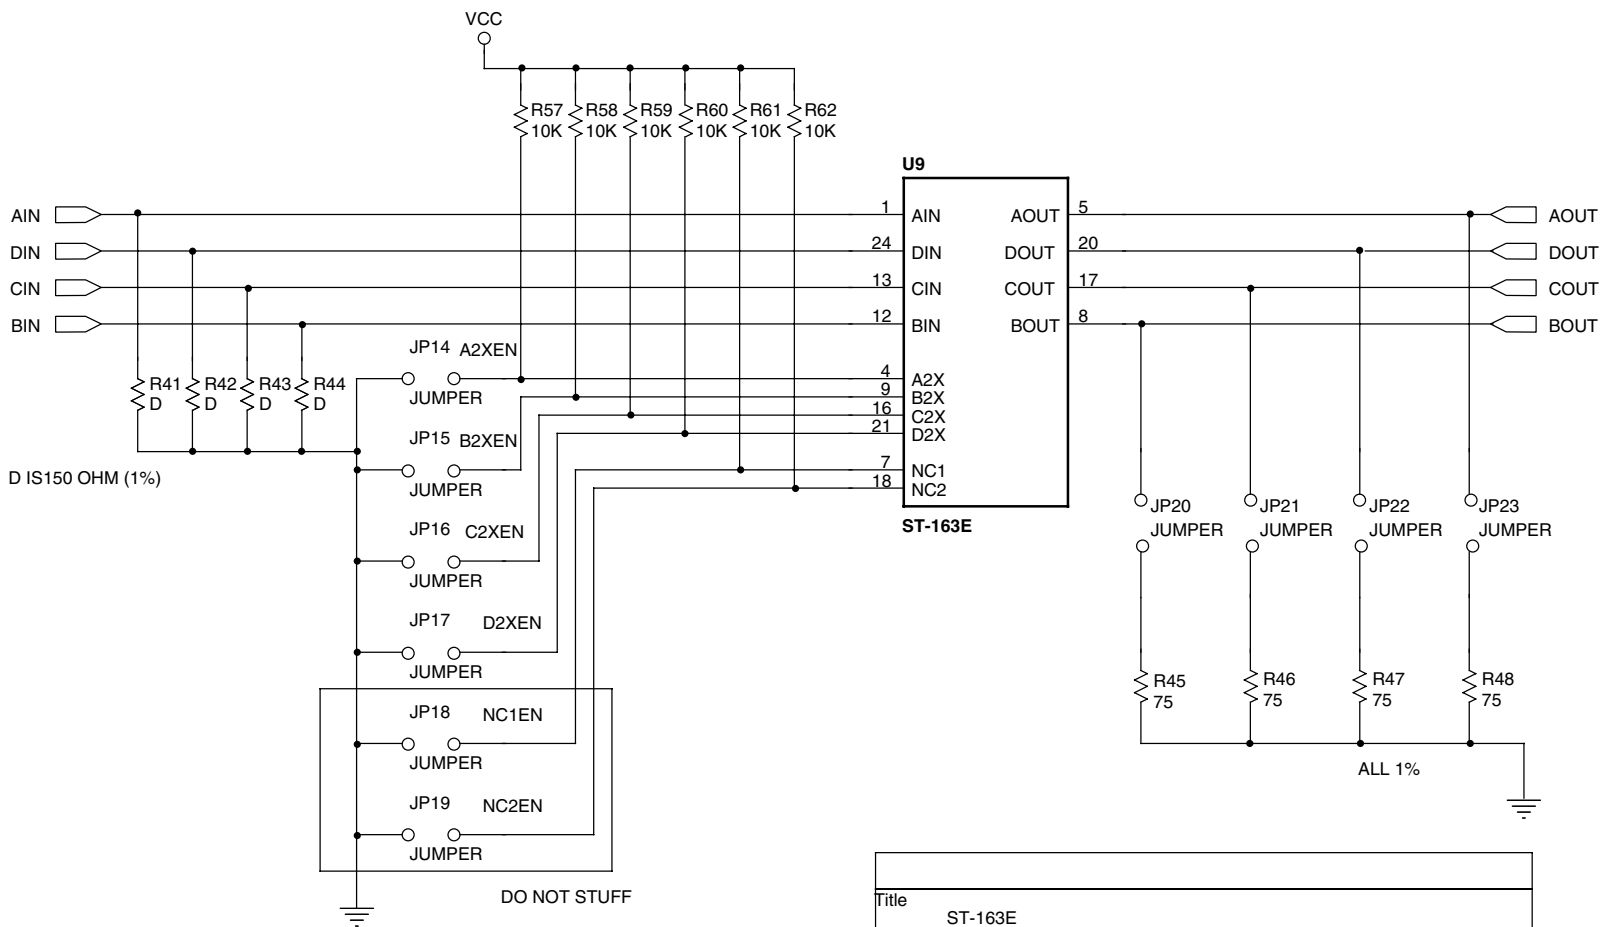 VCC
R57 R58 R59 R60 R61 R62
10K 10K 10K 10K 10K 10K
U9
AIN 1 AIN AOUT 5 AOUT
DIN 24 DIN DOUT 20 DOUT
CIN 13 CIN COUT 17 COUT
BIN 12 BIN BOUT 8 BOUT
JP14 A2XEN
JUMPER
4 A2X
9 B2X
16 C2X
21 D2X
7 NC1
18 NC2
ST-163E
R41 R42 R43 R44
D D D D
D IS150 OHM (1%)
JP15 B2XEN
JUMPER
JP16 C2XEN
JUMPER
JP17 D2XEN
JUMPER
JP18 NC1EN
JUMPER
JP19 NC2EN
JUMPER
DO NOT STUFF
JP20 JP21 JP22 JP23
JUMPER JUMPER JUMPER JUMPER
R45 R46 R47 R48
75 75 75 75
ALL 1%
Title
ST-163E